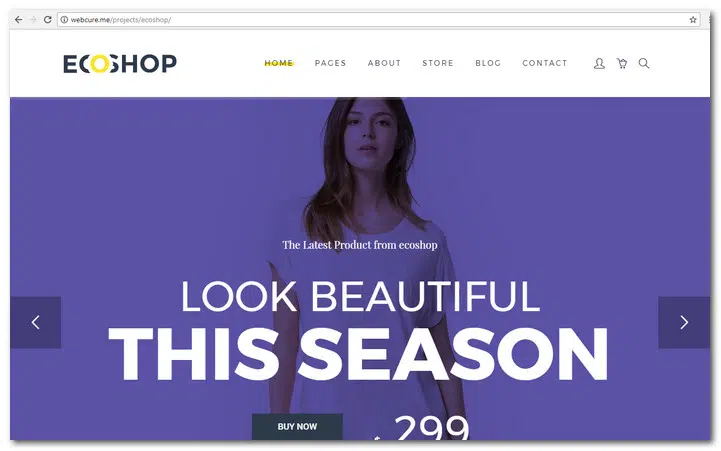 webcure.me/projects/ecoshop/
ECOSHOP
HOME PAGES ABOUT STORE BLOG CONTACT
The Latest Product from ecoshop
LOOK BEAUTIFUL
THIS SEASON
BUY NOW
$ 299